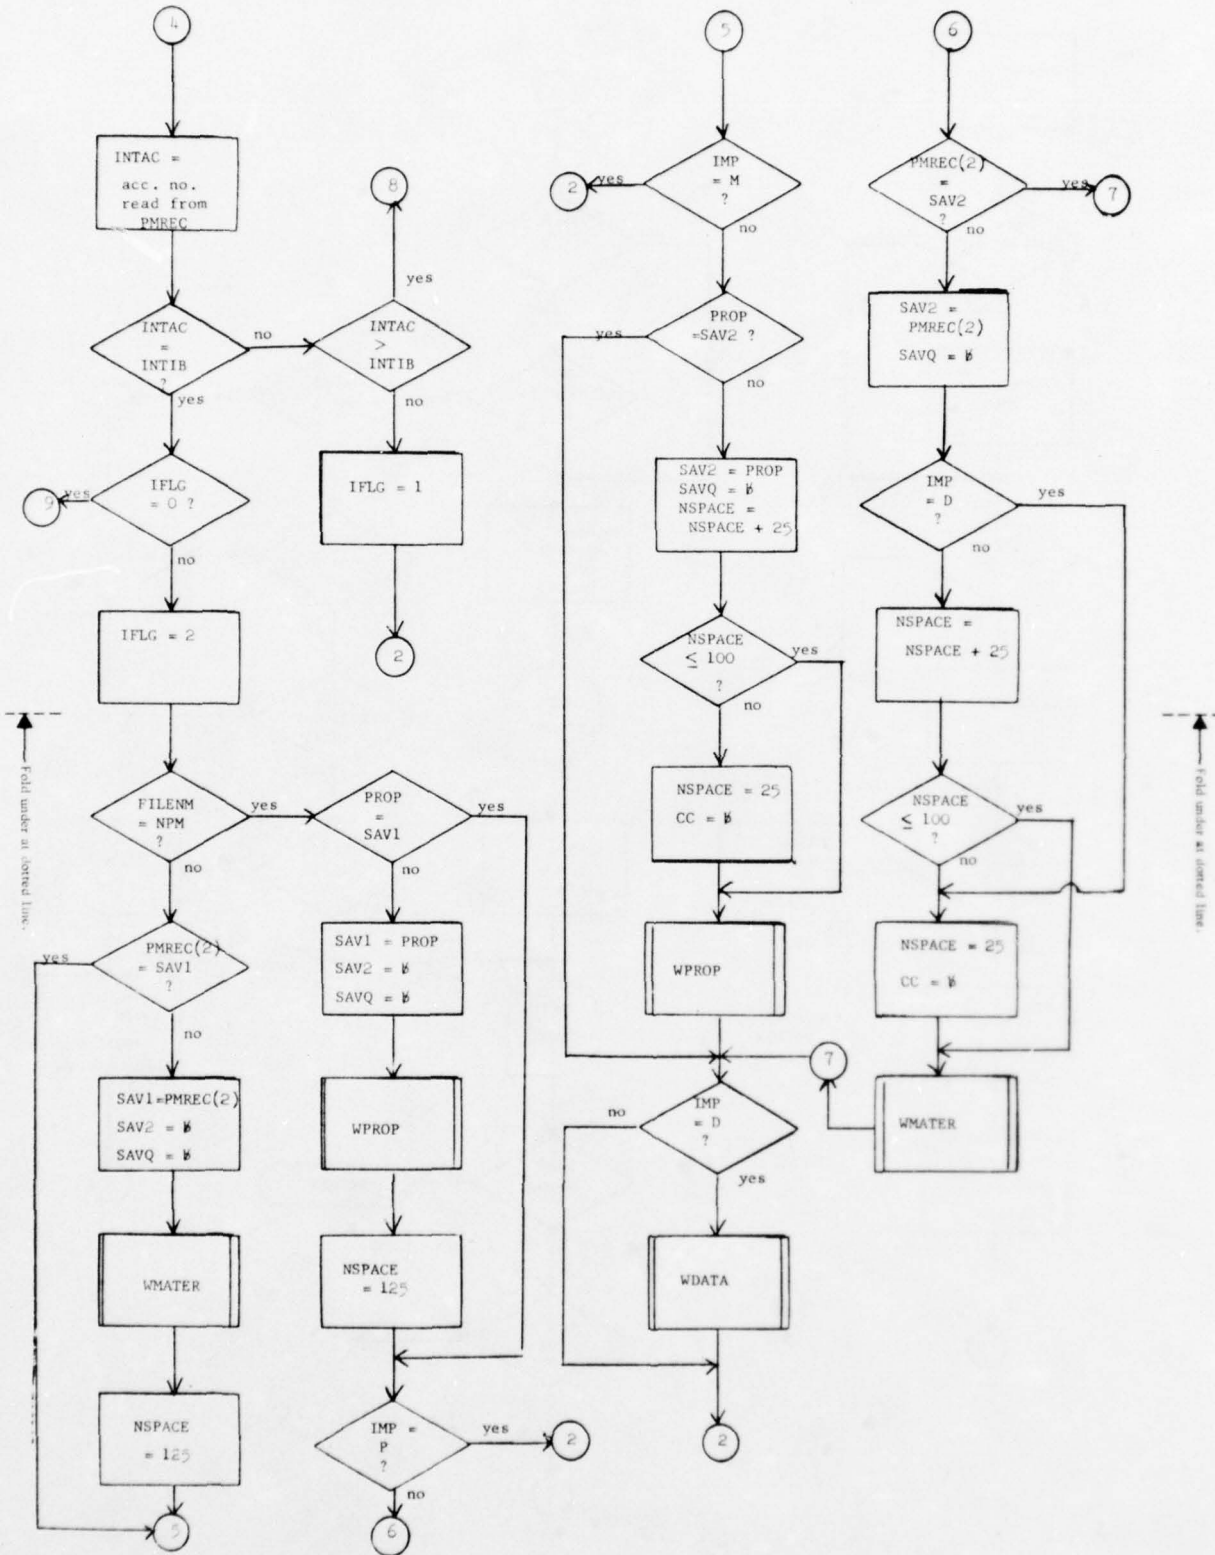 4
INTAC =
acc. no.
read from
PMREC
INTAC
=
INTIB
?
no
yes
INTAC
>
INTIB
yes
8
no
IFLG
= 0 ?
yes
9
no
IFLG = 1
2
IFLG = 2
FILENM
= NPM
?
yes
no
PROP
=
SAV1
yes
no
PMREC(2)
= SAV1
?
yes
no
SAV1 = PROP
SAV2 = ␢
SAVQ = ␢
SAV1=PMREC(2)
SAV2 = ␢
SAVQ = ␢
WPROP
WMATER
NSPACE
= 125
NSPACE
= 125
IMP =
P
?
yes
2
no
5
6
5
IMP
= M
?
yes
2
no
PROP
=SAV2 ?
yes
no
SAV2 = PROP
SAVQ = ␢
NSPACE =
NSPACE + 25
NSPACE
≤ 100
?
yes
no
NSPACE = 25
CC = ␢
WPROP
7
IMP
= D
?
no
yes
WDATA
2
6
PMREC(2)
=
SAV2
?
yes
7
no
SAV2 =
PMREC(2)
SAVQ = ␢
IMP
= D
?
yes
no
NSPACE =
NSPACE + 25
NSPACE
≤ 100
?
yes
no
NSPACE = 25
CC = ␢
WMATER
Fold under at dotted line.
Fold under at dotted line.